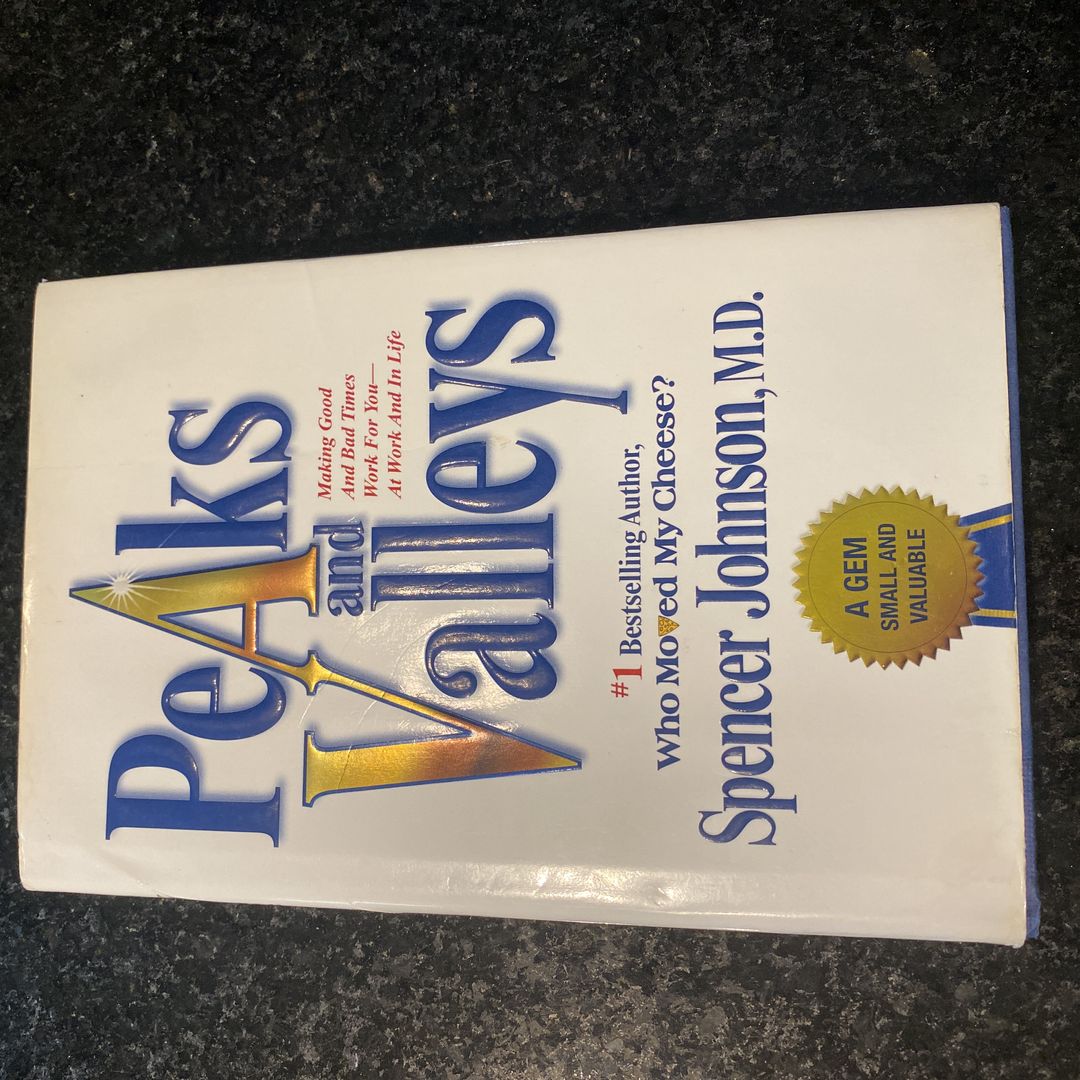 PeAks
and
Valleys
Making Good
And Bad Times
Work For You—
At Work And In Life
#1 Bestselling Author,
Who Moved My Cheese?
Spencer Johnson, M.D.
A GEM
SMALL AND
VALUABLE